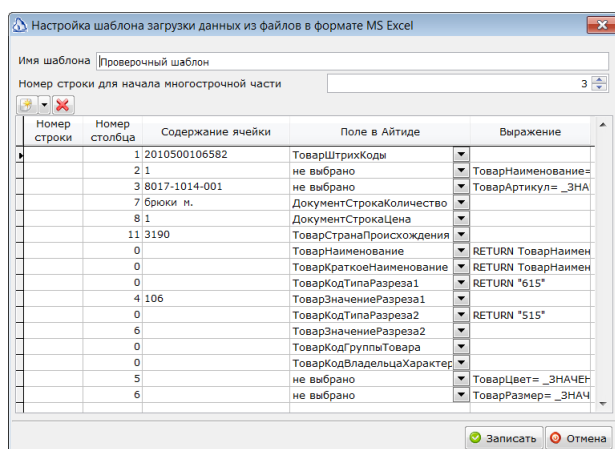 Настройка шаблона загрузки данных из файлов в формате MS Excel
Имя шаблона Проверочный шаблон
Номер строки для начала многострочной части 3
Номер строки Номер столбца Содержание ячейки Поле в Айтиде Выражение
1 2010500106582 ТоварШтрихКоды
2 1 не выбрано ТоварНаименование=
3 8017-1014-001 не выбрано ТоварАртикул= _ЗНА
7 брюки м. ДокументСтрокаКоличество
8 1 ДокументСтрокаЦена
11 3190 ТоварСтранаПроисхождения
0 ТоварНаименование RETURN ТоварНаимен
0 ТоварКраткоеНаименование RETURN ТоварНаимен
0 ТоварКодТипаРазреза1 RETURN "615"
4 106 ТоварЗначениеРазреза1
0 ТоварКодТипаРазреза2 RETURN "515"
6 ТоварЗначениеРазреза2
0 ТоварКодГруппыТовара
0 ТоварКодВладельцаХарактер
5 не выбрано ТоварЦвет= _ЗНАЧЕН
6 не выбрано ТоварРазмер= _ЗНАЧ
Записать Отмена